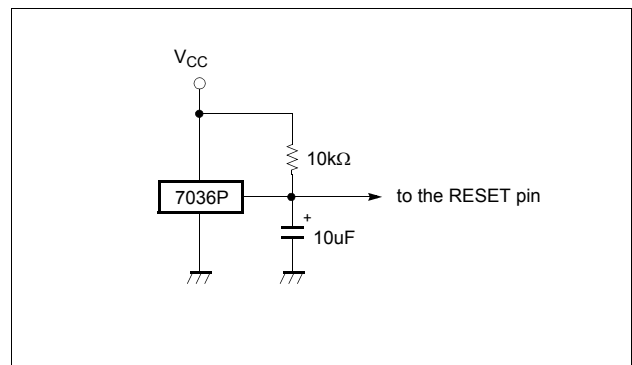 VCC
10kΩ
7036P
to the RESET pin
+
10uF